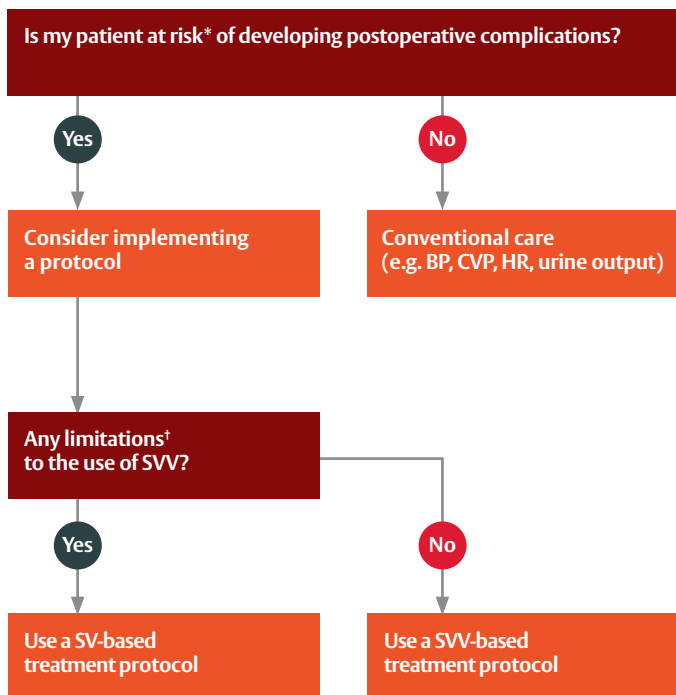 Is my patient at risk* of developing postoperative complications?
Yes
No
Consider implementing
a protocol
Conventional care
(e.g. BP, CVP, HR, urine output)
Any limitations†
to the use of SVV?
Yes
No
Use a SV-based
treatment protocol
Use a SVV-based
treatment protocol